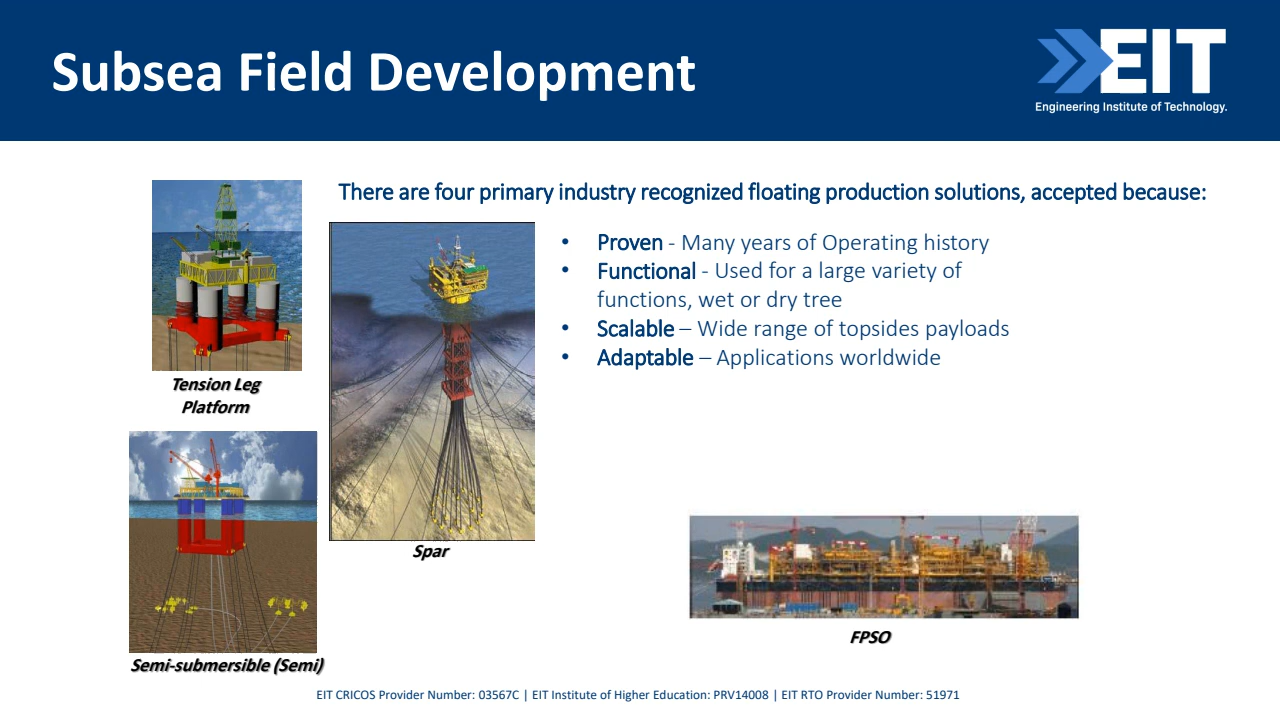 Subsea Field Development
EIT
Engineering Institute of Technology.
There are four primary industry recognized floating production solutions, accepted because:
• Proven - Many years of Operating history
• Functional - Used for a large variety of
functions, wet or dry tree
• Scalable – Wide range of topsides payloads
• Adaptable – Applications worldwide
Tension Leg
Platform
Spar
Semi-submersible (Semi)
FPSO
EIT CRICOS Provider Number: 03567C | EIT Institute of Higher Education: PRV14008 | EIT RTO Provider Number: 51971